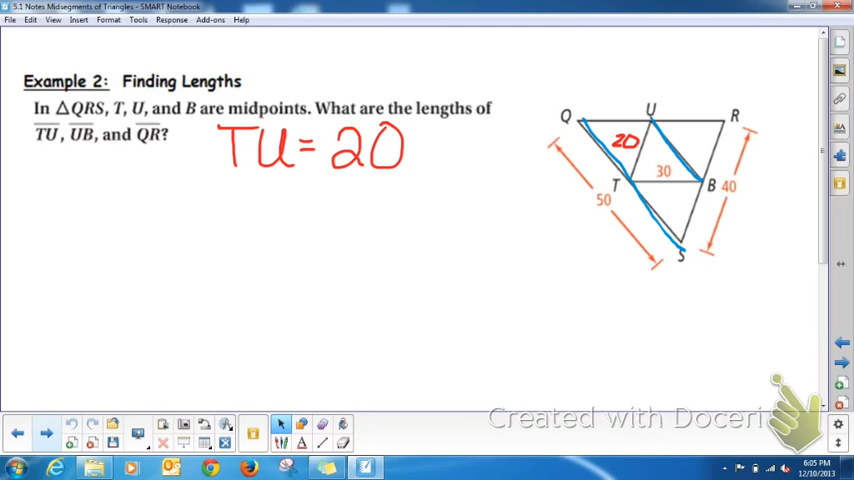 5.1 Notes Midsegments of Triangles - SMART Notebook
File Edit View Insert Format Tools Response Add-ons Help
Example 2: Finding Lengths
In △QRS, T, U, and B are midpoints. What are the lengths of
TU, UB, and QR?
TU = 20
Q U R
20
30
T B 40
50
S
Created with Doceri
6:05 PM
12/10/2013